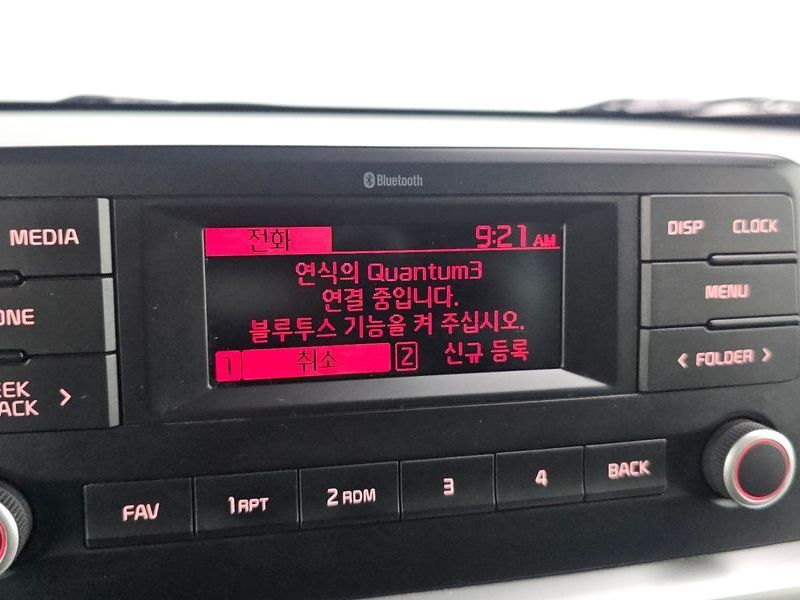 Bluetooth
MEDIA
전화
9:21 AM
DISP
CLOCK
연식의 Quantum3
연결 중입니다.
블루투스 기능을 켜 주십시오.
1 취소
2 신규 등록
ONE
MENU
EEK
ACK >
< FOLDER >
FAV
1 RPT
2 RDM
3
4
BACK